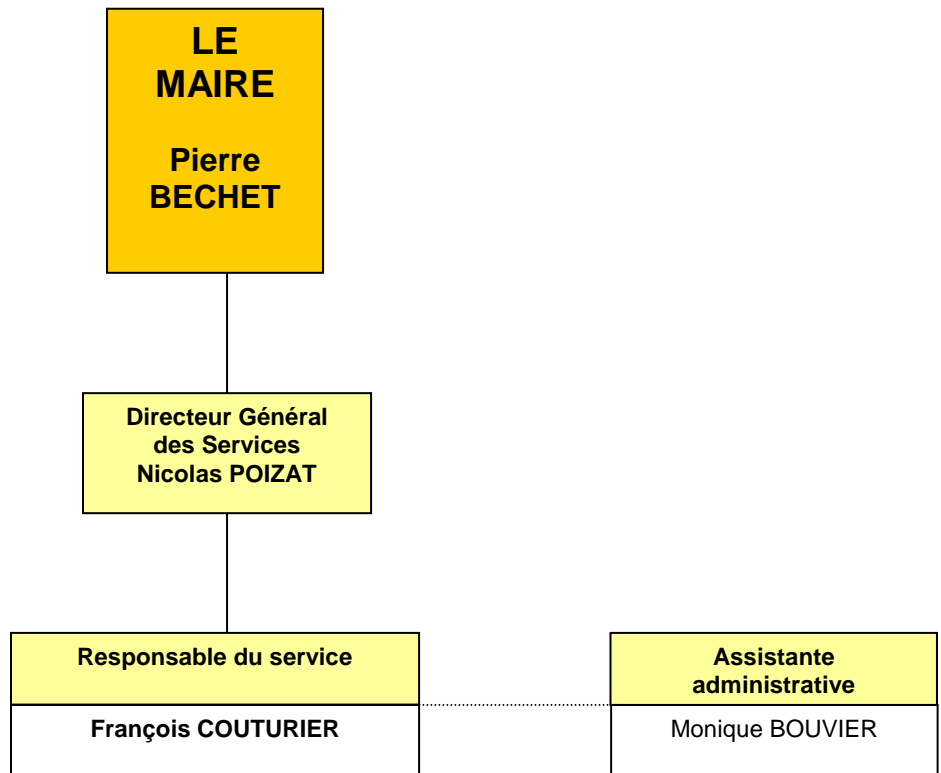 LE
MAIRE
Pierre
BECHET
Directeur Général
des Services
Nicolas POIZAT
Responsable du service
François COUTURIER
Assistante
administrative
Monique BOUVIER